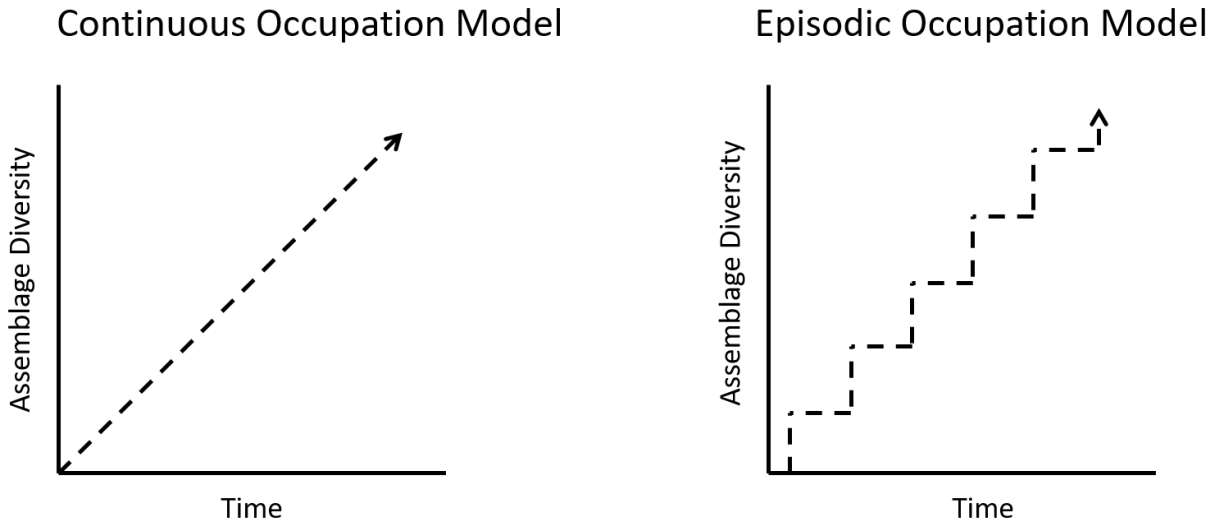 Continuous Occupation Model
Assemblage Diversity
Time
Episodic Occupation Model
Assemblage Diversity
Time